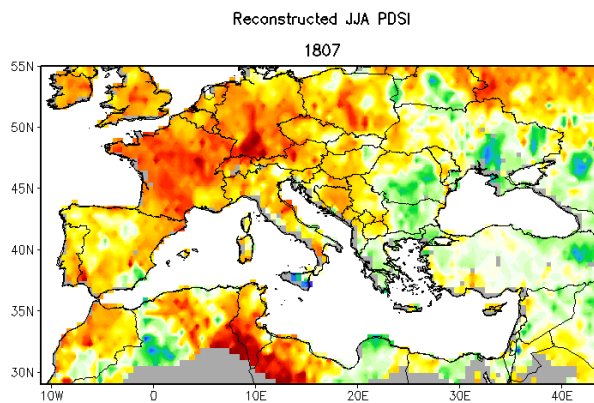 Reconstructed JJA PDSI
1807
55N
50N
45N
40N
35N
30N
10W
0
10E
20E
30E
40E